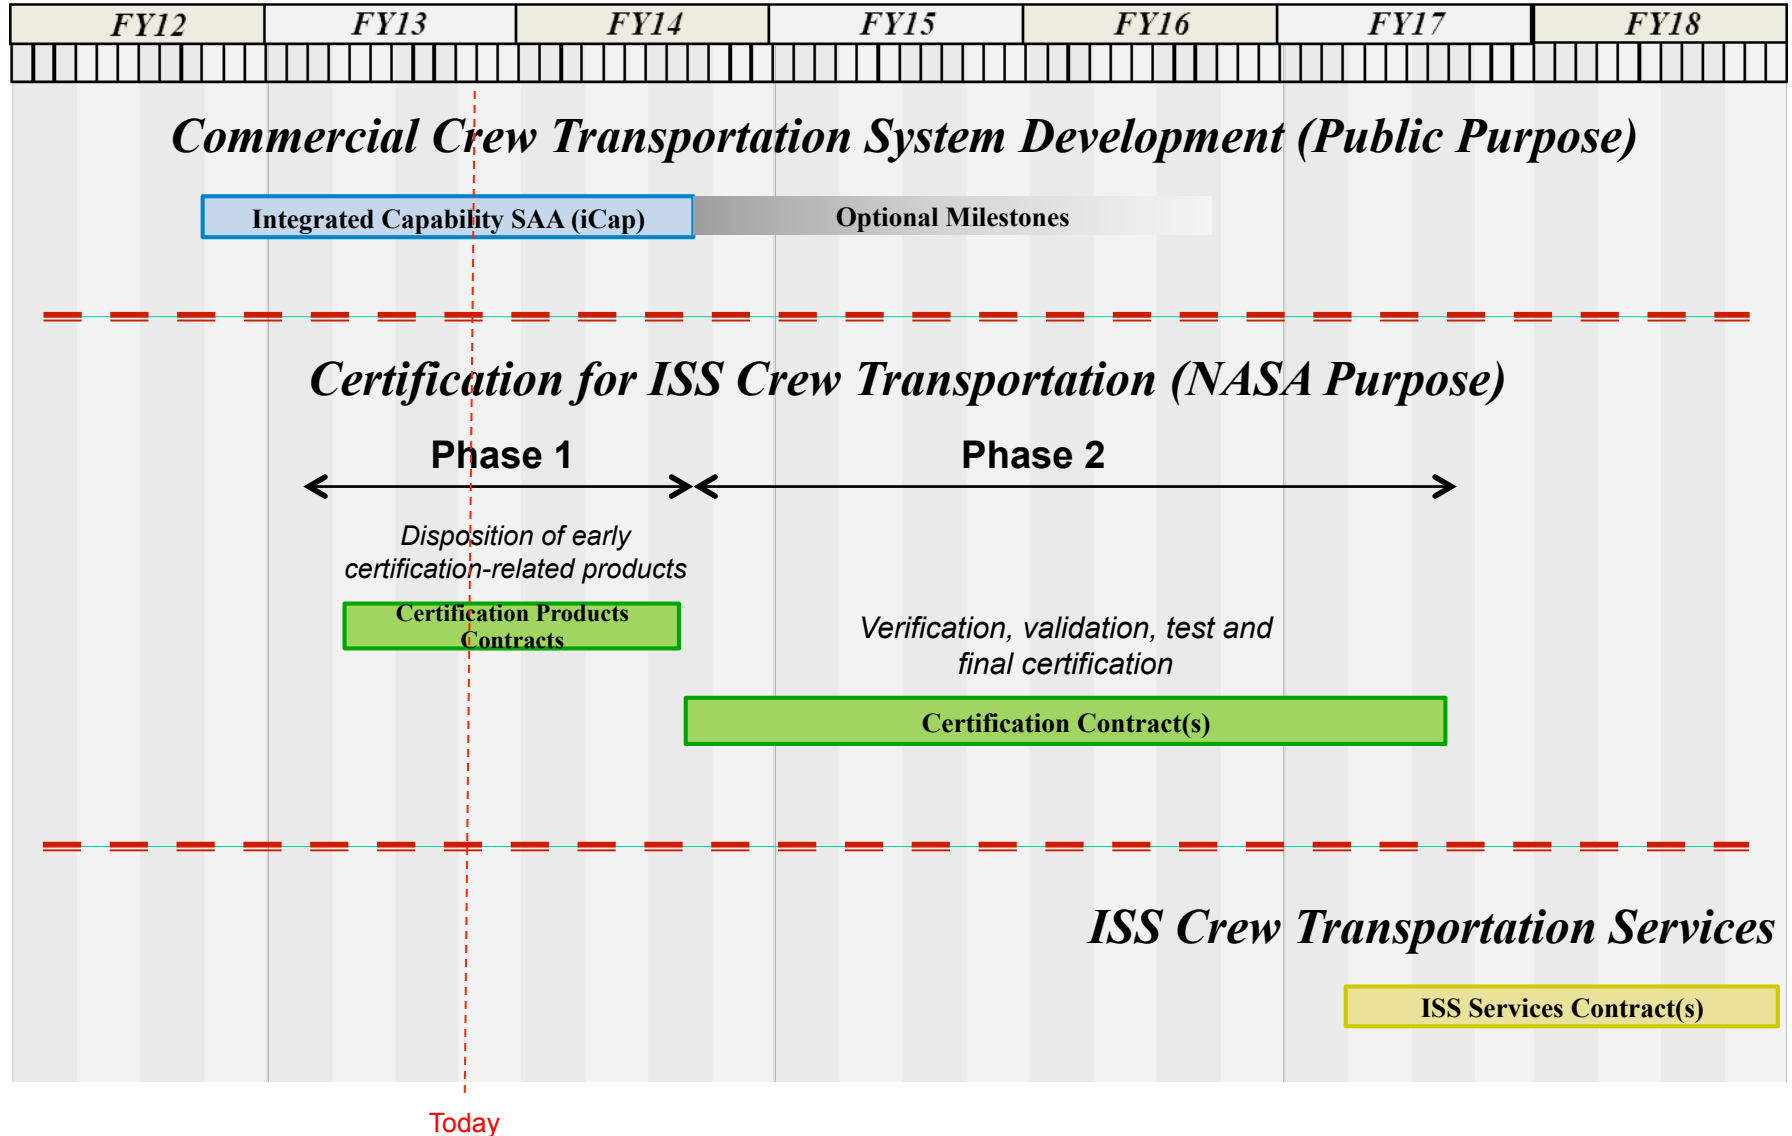 FY12 FY13 FY14 FY15 FY16 FY17 FY18
Commercial Crew Transportation System Development (Public Purpose)
Integrated Capability SAA (iCap)
Optional Milestones
Certification for ISS Crew Transportation (NASA Purpose)
Phase 1
Phase 2
Disposition of early
certification-related products
Certification Products
Contracts
Verification, validation, test and
final certification
Certification Contract(s)
ISS Crew Transportation Services
ISS Services Contract(s)
Today